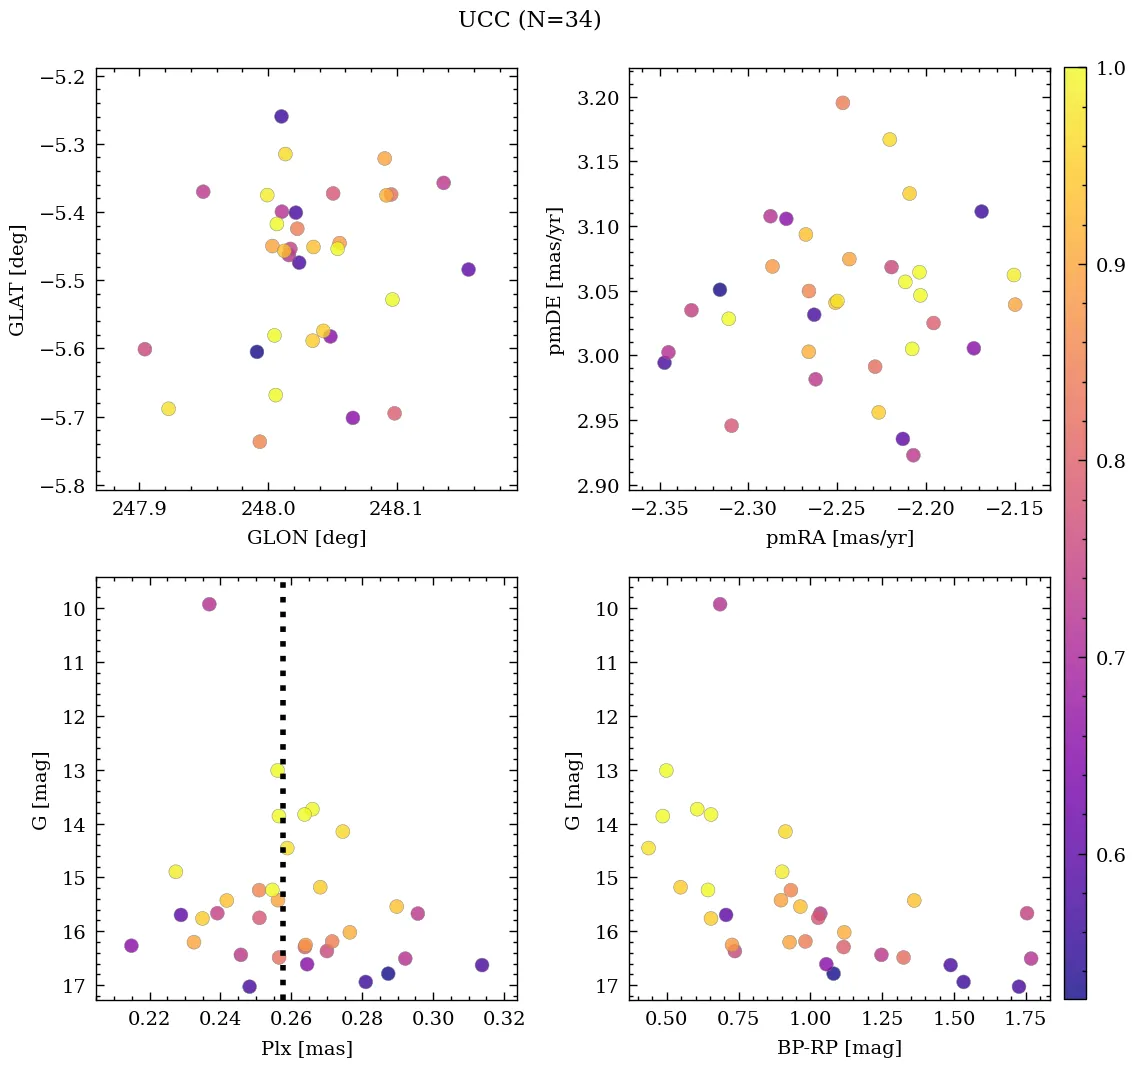 UCC (N=34)
−5.2
−5.3
−5.4
−5.5
−5.6
−5.7
−5.8
GLAT [deg]
247.9 248.0 248.1
GLON [deg]
3.20
3.15
3.10
3.05
3.00
2.95
2.90
pmDE [mas/yr]
−2.35 −2.30 −2.25 −2.20 −2.15
pmRA [mas/yr]
1.0
0.9
0.8
0.7
0.6
10
11
12
13
14
15
16
17
G [mag]
0.22 0.24 0.26 0.28 0.30 0.32
Plx [mas]
10
11
12
13
14
15
16
17
G [mag]
0.50 0.75 1.00 1.25 1.50 1.75
BP-RP [mag]